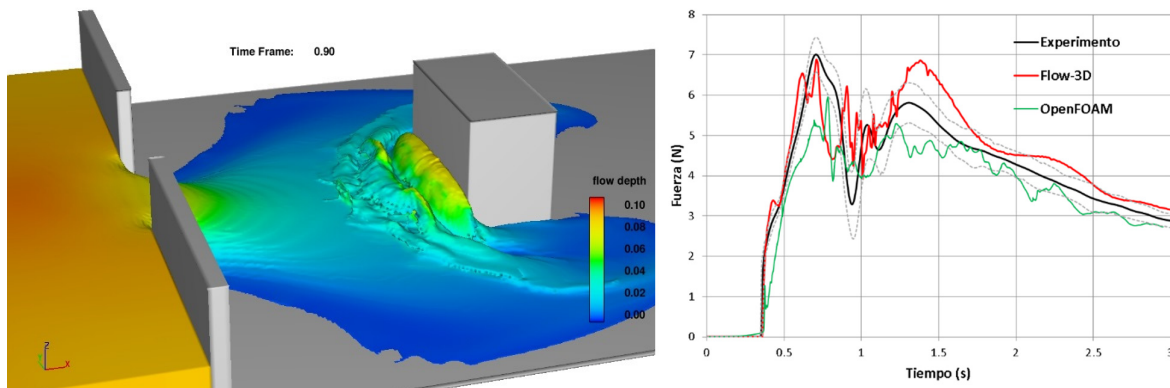 Time Frame: 0.90
flow depth
0.10
0.08
0.06
0.04
0.02
0.00
Z
Y
X
8
7
6
5
4
3
2
1
0
Fuerza (N)
Experimento
Flow-3D
OpenFOAM
0 0.5 1 1.5 2 2.5 3
Tiempo (s)